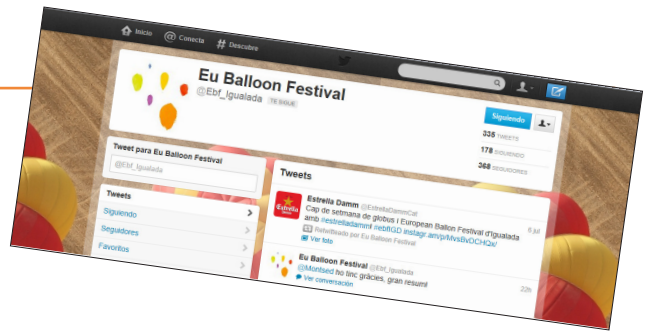 Inicio @ Conecta # Descubre
Eu Balloon Festival
@Ebf_Igualada TE SIGUE
Siguiendo
335 TWEETS
178 SIGUIENDO
368 SEGUIDORES
Tweet para Eu Balloon Festival
@Ebf_Igualada
Tweets
Siguiendo
Seguidores
Favoritos
Tweets
Estrella Damm @EstrellaDammCat 6 jul
Cap de setmana de globus i European Ballon Festival d'Igualada
amb #estrelladamm! #ebfIGD instagr.am/p/MvsBvDCHQx/
Retwitteado por Eu Balloon Festival
Ver foto
Eu Balloon Festival @Ebf_Igualada 22h
@Montsed ho tinc gràcies, gran resum!
Ver conversación